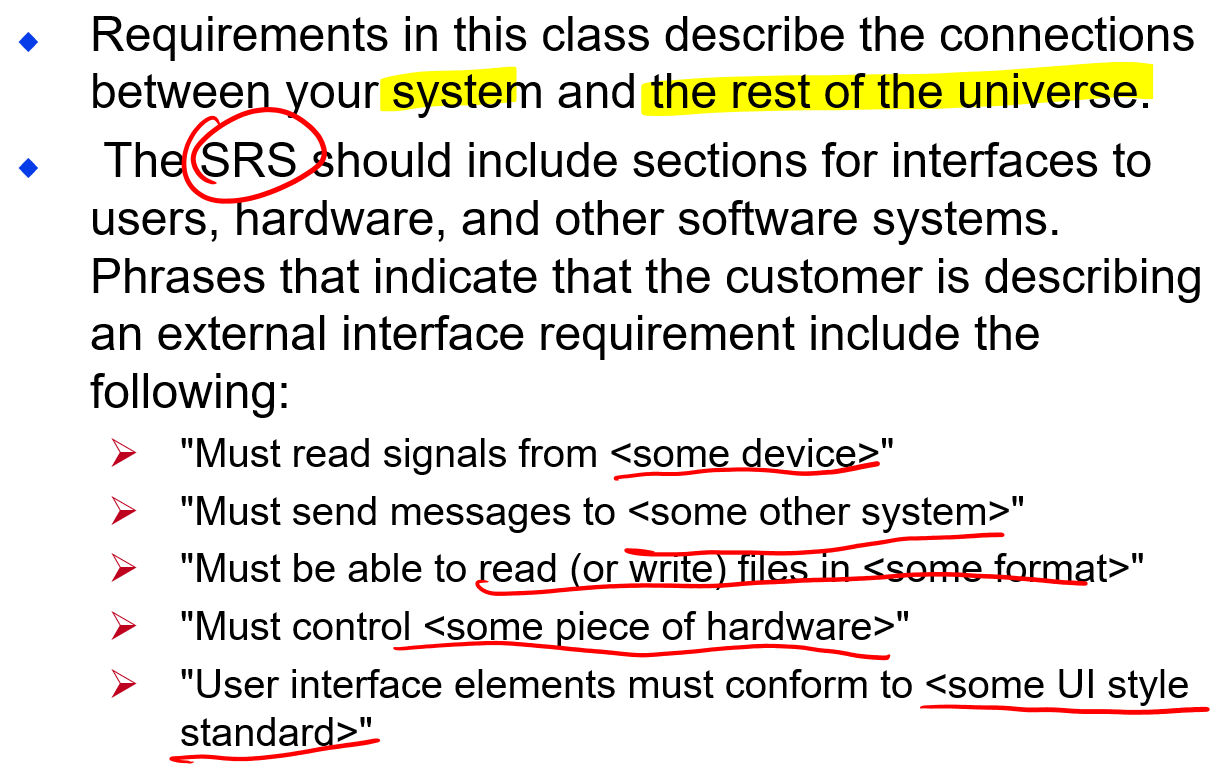 Requirements in this class describe the connections
between your system and the rest of the universe.
The SRS should include sections for interfaces to
users, hardware, and other software systems.
Phrases that indicate that the customer is describing
an external interface requirement include the
following:
"Must read signals from <some device>"
"Must send messages to <some other system>"
"Must be able to read (or write) files in <some format>"
"Must control <some piece of hardware>"
"User interface elements must conform to <some UI style
standard>"